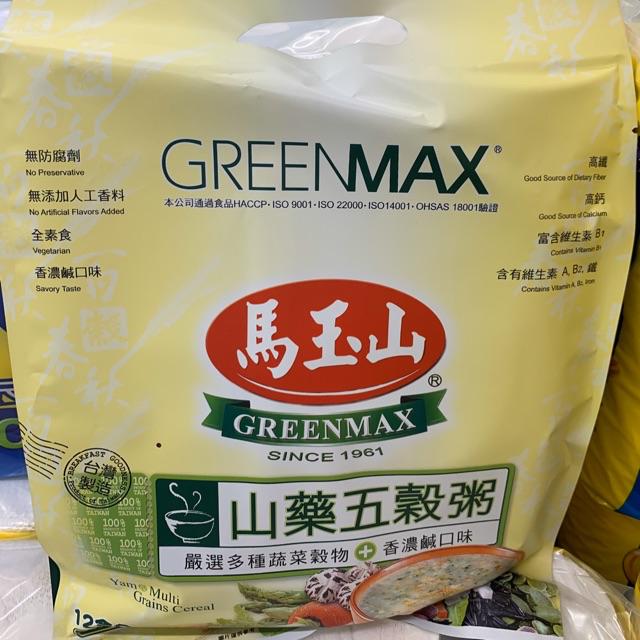 GREENMAX®
本公司通過食品HACCP·ISO 9001·ISO 22000·ISO14001·OHSAS 18001驗證
無防腐劑
No Preservative
無添加人工香料
No Artificial Flavors Added
全素食
Vegetarian
香濃鹹口味
Savory Taste
高纖
Good Source of Dietary Fiber
高鈣
Good Source of Calcium
富含維生素 B1
Contains Vitamin B1
含有維生素 A, B2, 鐵
Contains Vitamin A, B2, Iron
馬玉山®
GREENMAX
SINCE 1961
台灣
製造
100%
TAIWAN
山藥五穀粥
嚴選多種蔬菜穀物+香濃鹹口味
Yam & Multi
Grains Cereal
12